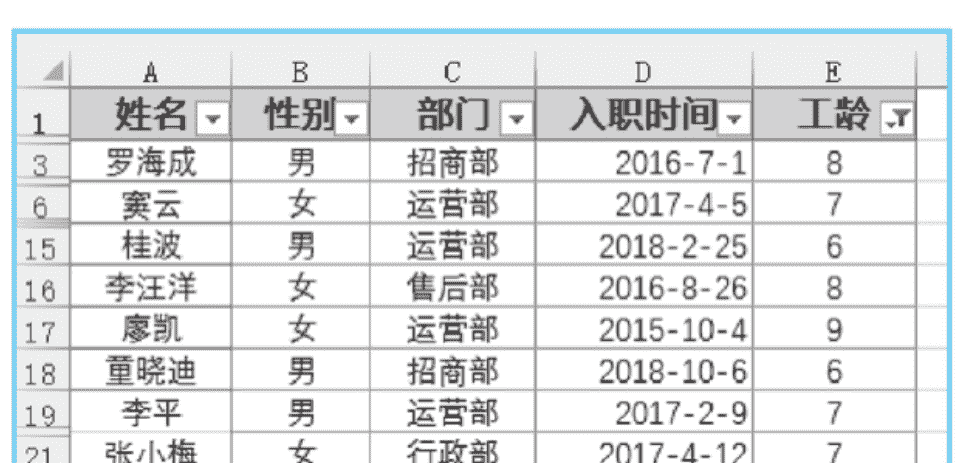 A B C D E
1 姓名 性别 部门 入职时间 工龄
3 罗海成 男 招商部 2016-7-1 8
6 窦云 女 运营部 2017-4-5 7
15 桂波 男 运营部 2018-2-25 6
16 李汪洋 女 售后部 2016-8-26 8
17 廖凯 女 运营部 2015-10-4 9
18 童晓迪 男 招商部 2018-10-6 6
19 李平 男 运营部 2017-2-9 7
21 张小梅 女 行政部 2017-4-12 7